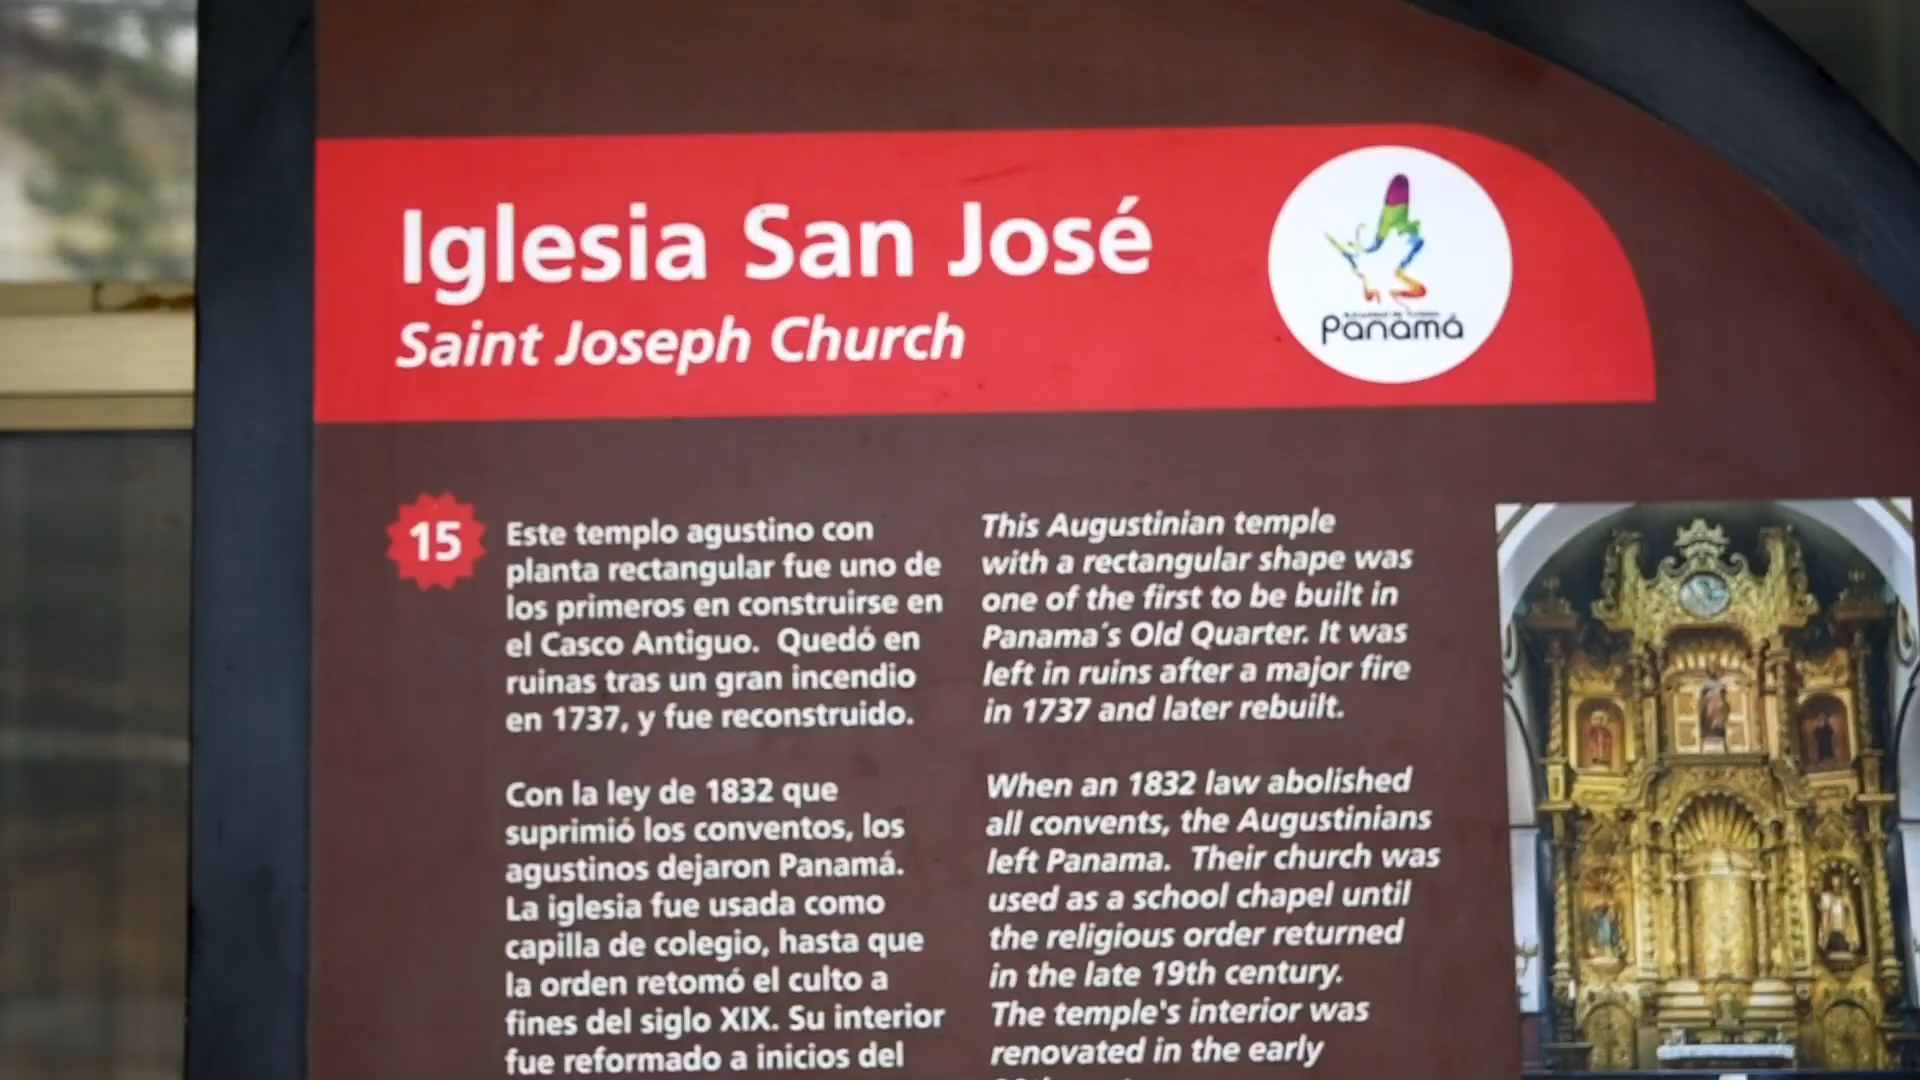 Iglesia San José
Saint Joseph Church
Panamá
15
Este templo agustino con
planta rectangular fue uno de
los primeros en construirse en
el Casco Antiguo. Quedó en
ruinas tras un gran incendio
en 1737, y fue reconstruido.
Con la ley de 1832 que
suprimió los conventos, los
agustinos dejaron Panamá.
La iglesia fue usada como
capilla de colegio, hasta que
la orden retomó el culto a
fines del siglo XIX. Su interior
fue reformado a inicios del
This Augustinian temple
with a rectangular shape was
one of the first to be built in
Panama´s Old Quarter. It was
left in ruins after a major fire
in 1737 and later rebuilt.
When an 1832 law abolished
all convents, the Augustinians
left Panama. Their church was
used as a school chapel until
the religious order returned
in the late 19th century.
The temple's interior was
renovated in the early